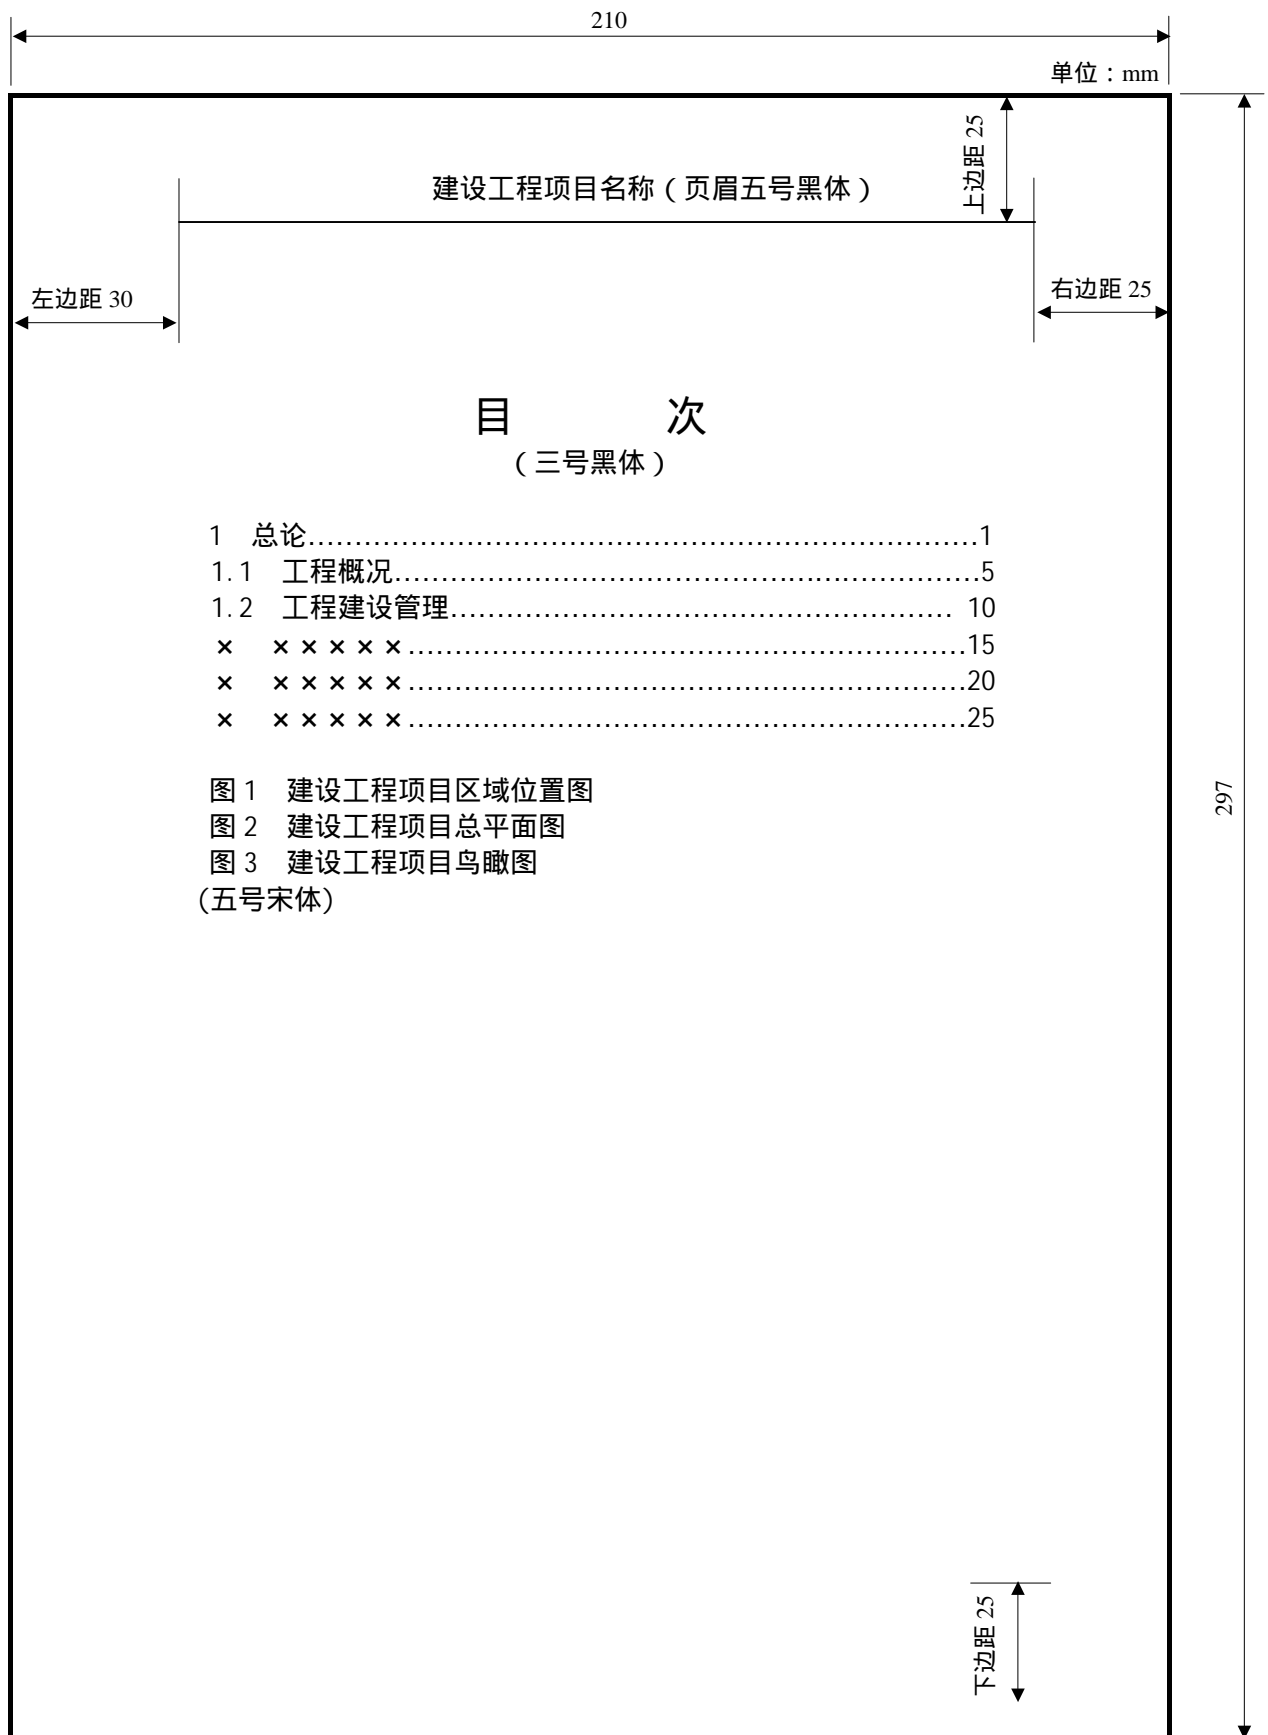 210
单位：mm
上边距 25
建设工程项目名称（页眉五号黑体）
左边距 30
右边距 25
目 次
（三号黑体）
1 总论........................................................................1
1.1 工程概况...............................................................5
1.2 工程建设管理...................................................... 10
× ×××××............................................................15
× ×××××............................................................20
× ×××××............................................................25
图 1 建设工程项目区域位置图
图 2 建设工程项目总平面图
图 3 建设工程项目鸟瞰图
(五号宋体)
297
下边距 25